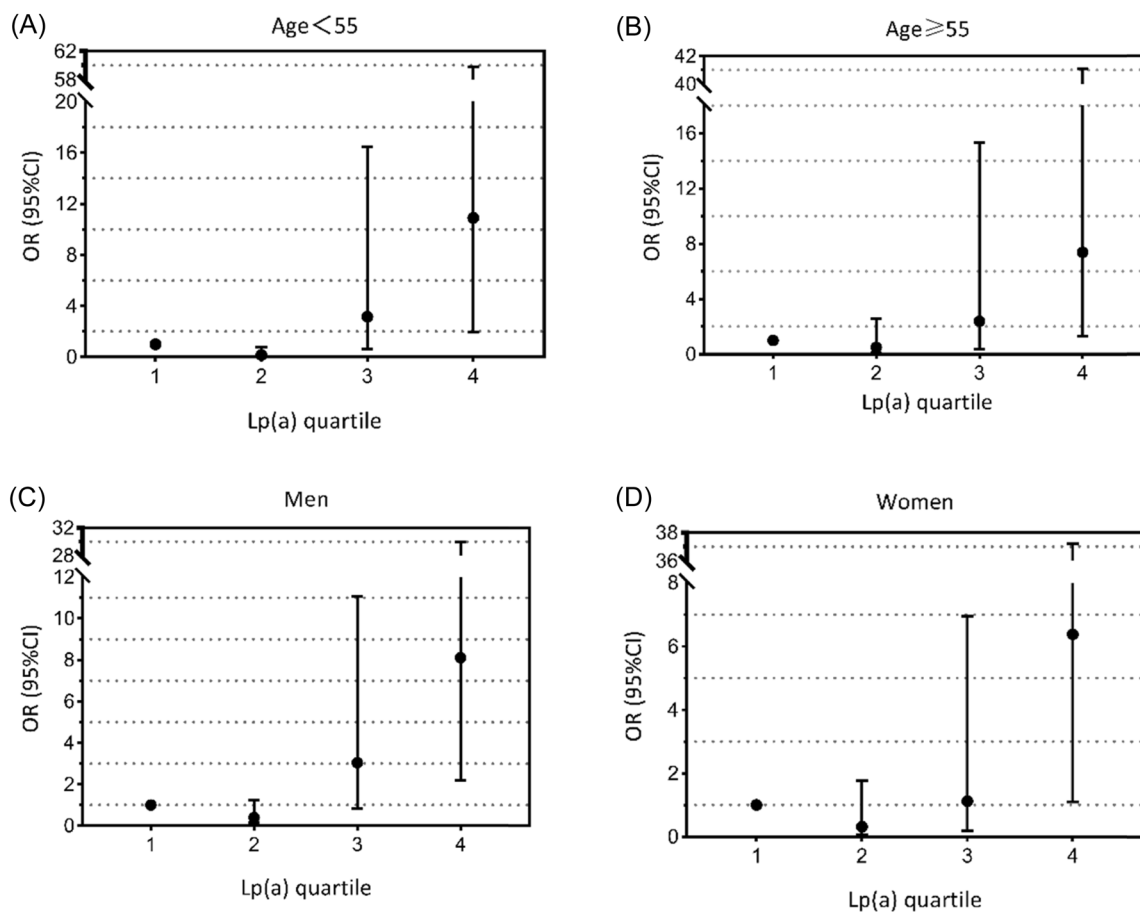 (A)
Age＜55
62
58
20
16
12
8
4
0
OR (95%CI)
1 2 3 4
Lp(a) quartile
(B)
Age≥55
42
40
16
12
8
4
0
OR (95%CI)
1 2 3 4
Lp(a) quartile
(C)
Men
32
28
12
10
8
6
4
2
0
OR (95%CI)
1 2 3 4
Lp(a) quartile
(D)
Women
38
36
8
6
4
2
0
OR (95%CI)
1 2 3 4
Lp(a) quartile